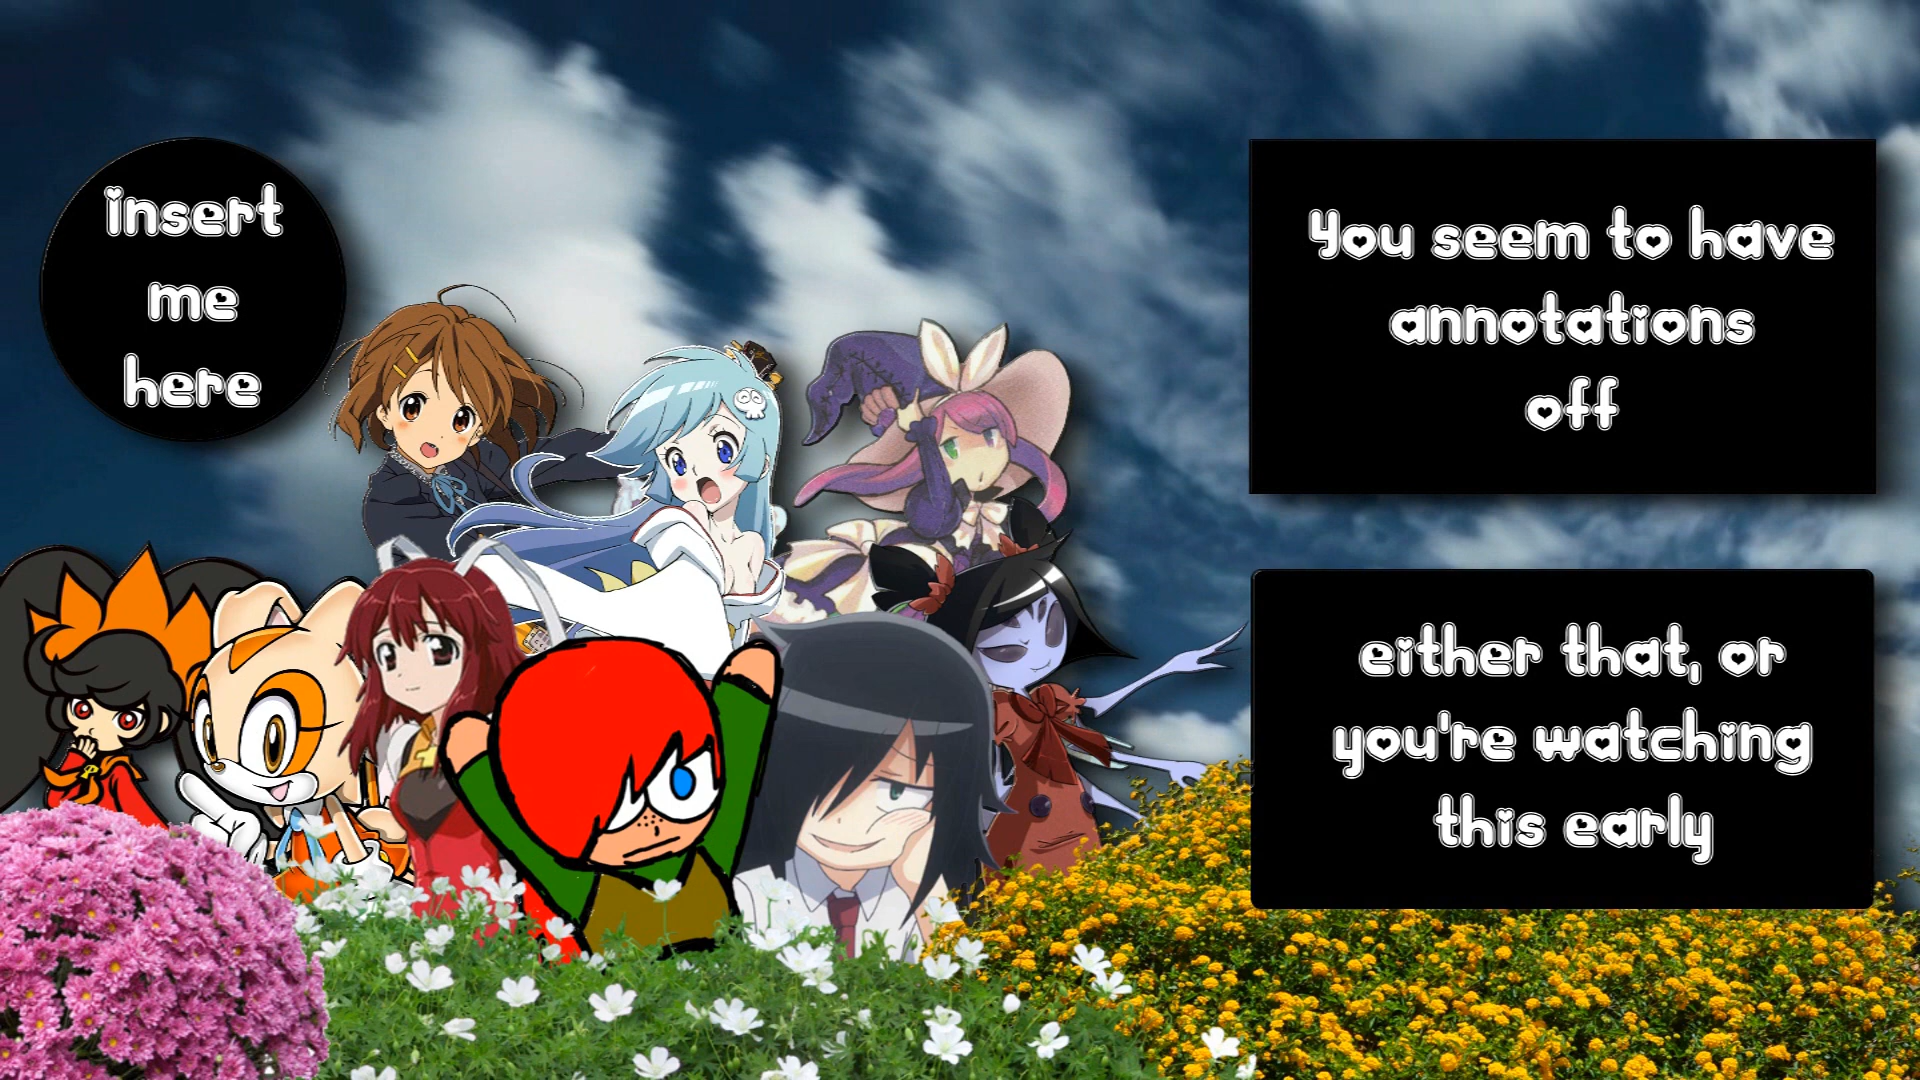 insert
me
here
You seem to have
annotations
off
either that, or
you're watching
this early